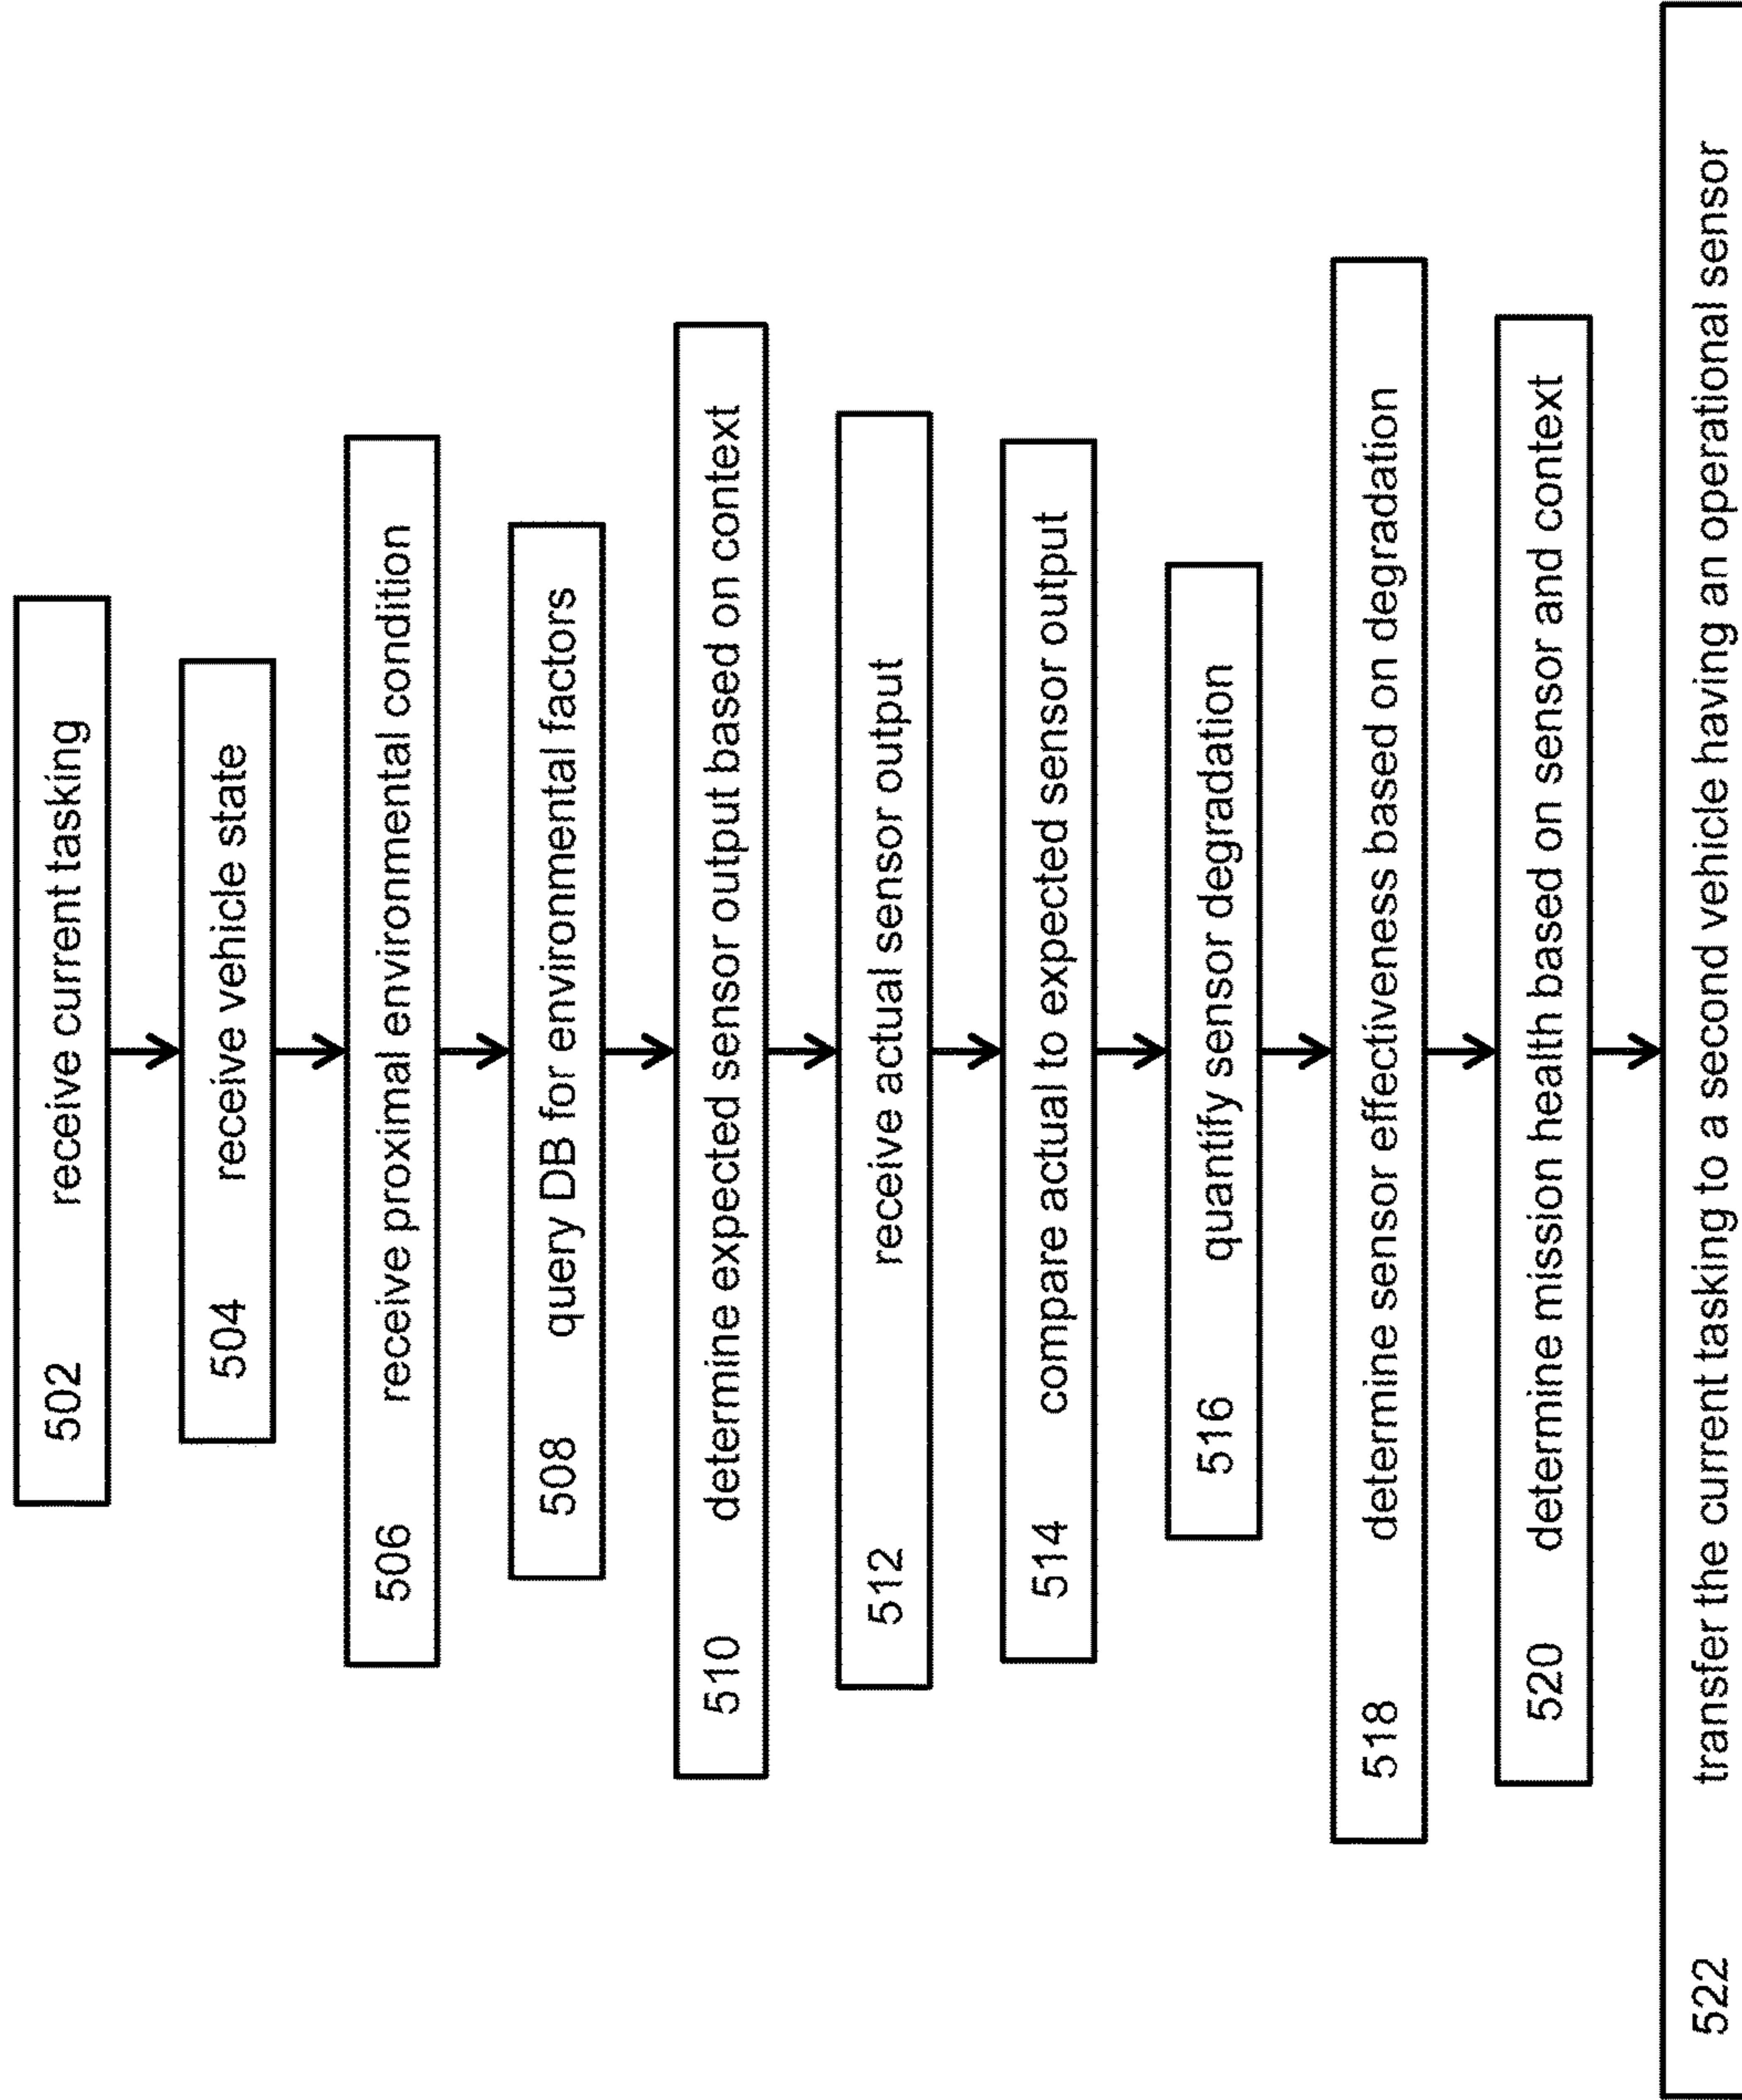 502 receive current tasking
504 receive vehicle state
506 receive proximal environmental condition
508 query DB for environmental factors
510 determine expected sensor output based on context
512 receive actual sensor output
514 compare actual to expected sensor output
516 quantify sensor degradation
518 determine sensor effectiveness based on degradation
520 determine mission health based on sensor and context
522 transfer the current tasking to a second vehicle having an operational sensor